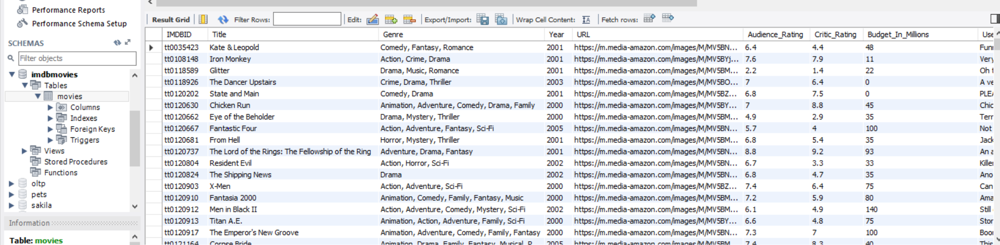 Performance Reports
Performance Schema Setup
SCHEMAS
Filter objects
imdbmovies
Tables
movies
Columns
Indexes
Foreign Keys
Triggers
Views
Stored Procedures
Functions
oltp
pets
sakila
Information
Table: movies
Result Grid Filter Rows: Edit: Export/Import: Wrap Cell Content: Fetch rows:
IMDBID Title Genre Year URL Audience_Rating Critic_Rating Budget_In_Millions Use
tt0035423 Kate & Leopold Comedy, Fantasy, Romance 2001 https://m.media-amazon.com/images/M/MV5BN... 6.4 4.4 48 Funn
tt0108148 Iron Monkey Action, Crime, Drama 2001 https://m.media-amazon.com/images/M/MV5BYj... 7.6 7.9 11 Very
tt0118589 Glitter Drama, Music, Romance 2001 https://m.media-amazon.com/images/M/MV5BM... 2.2 1.4 22 Oh t
tt0118926 The Dancer Upstairs Crime, Drama, Thriller 2003 https://m.media-amazon.com/images/M/MV5BO... 7 6.4 0 A ve
tt0120202 State and Main Comedy, Drama 2001 https://m.media-amazon.com/images/M/MV5BZ... 6.8 7.5 0 PLEA
tt0120630 Chicken Run Animation, Adventure, Comedy, Drama, Family 2000 https://m.media-amazon.com/images/M/MV5BY... 7 8.8 45 Chic
tt0120662 Eye of the Beholder Drama, Mystery, Thriller 2000 https://m.media-amazon.com/images/M/MV5BM... 4.9 2.9 35 Terr
tt0120667 Fantastic Four Action, Adventure, Fantasy, Sci-Fi 2005 https://m.media-amazon.com/images/M/MV5BN... 5.7 4 100 Not
tt0120681 From Hell Horror, Mystery, Thriller 2001 https://m.media-amazon.com/images/M/MV5BM... 6.8 5.4 35 Jack
tt0120737 The Lord of the Rings: The Fellowship of the Ring Adventure, Drama, Fantasy 2001 https://m.media-amazon.com/images/M/MV5BN... 8.8 9.2 93 An a
tt0120804 Resident Evil Action, Horror, Sci-Fi 2002 https://m.media-amazon.com/images/M/MV5BN... 6.7 3.3 33 Killer
tt0120824 The Shipping News Drama 2002 https://m.media-amazon.com/images/M/MV5BN... 6.8 4.7 35 Ano
tt0120903 X-Men Action, Adventure, Sci-Fi 2000 https://m.media-amazon.com/images/M/MV5BZ... 7.4 6.4 75 Can
tt0120910 Fantasia 2000 Animation, Comedy, Family, Fantasy, Music 2000 https://m.media-amazon.com/images/M/MV5BM... 7.2 5.9 80 Ama
tt0120912 Men in Black II Action, Adventure, Comedy, Mystery, Sci-Fi 2002 https://m.media-amazon.com/images/M/MV5BM... 6.1 4.9 140 Still
tt0120913 Titan A.E. Animation, Action, Adventure, Family, Sci-Fi 2000 https://m.media-amazon.com/images/M/MV5BY... 6.6 4.8 75 Stor
tt0120917 The Emperor's New Groove Animation, Adventure, Comedy, Family, Fantasy 2000 https://m.media-amazon.com/images/M/MV5BN... 7.3 7 100 Boo
tt0121164 Corpse Bride Animation, Drama, Family, Fantasy, Musical, R... 2005 https://m.media-amazon.com/images/M/MV5BM... 7.4 8.3 40 This